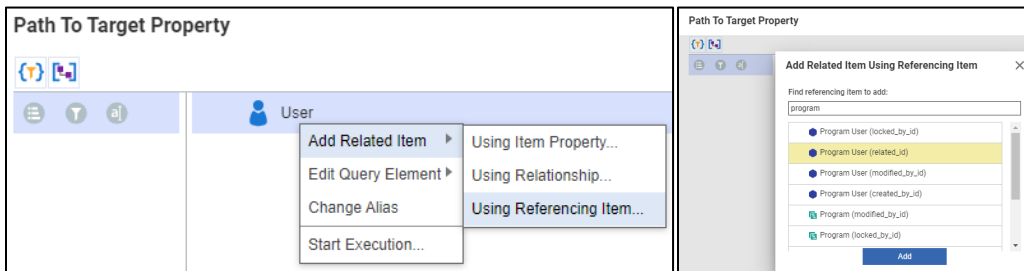 Path To Target Property
User
Add Related Item
Edit Query Element
Change Alias
Start Execution...
Using Item Property...
Using Relationship...
Using Referencing Item...
Path To Target Property
Add Related Item Using Referencing Item
Find referencing item to add:
program
Program User (locked_by_id)
Program User (related_id)
Program User (modified_by_id)
Program User (created_by_id)
Program (modified_by_id)
Program (locked_by_id)
Add